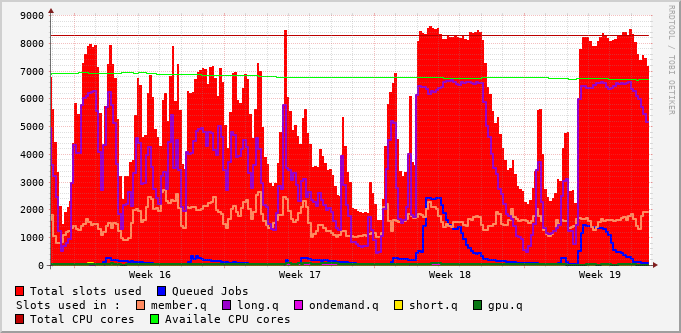 9000
8000
7000
6000
5000
4000
3000
2000
1000
0
Week 16 Week 17 Week 18 Week 19
RRDTOOL / TOBI OETIKER
Total slots used Queued Jobs
Slots used in : member.q long.q ondemand.q short.q gpu.q
Total CPU cores Availale CPU cores